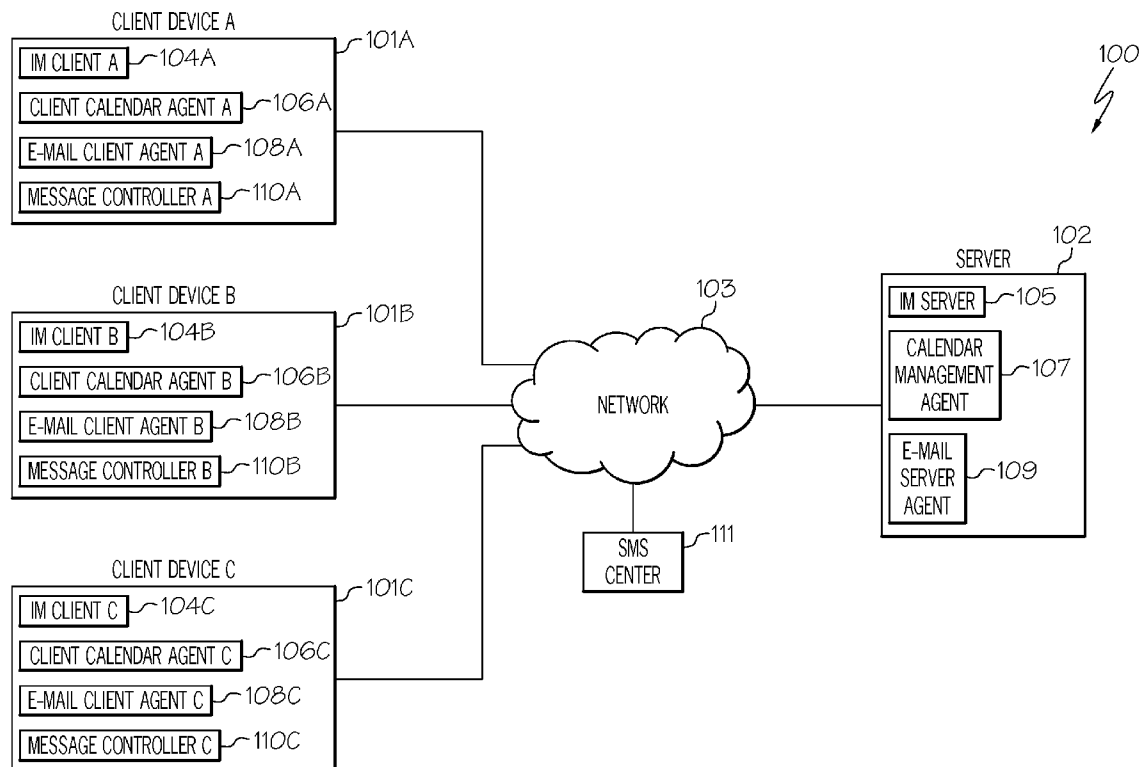 CLIENT DEVICE A
101A
IM CLIENT A
104A
CLIENT CALENDAR AGENT A
106A
E-MAIL CLIENT AGENT A
108A
MESSAGE CONTROLLER A
110A
100
CLIENT DEVICE B
101B
IM CLIENT B
104B
CLIENT CALENDAR AGENT B
106B
E-MAIL CLIENT AGENT B
108B
MESSAGE CONTROLLER B
110B
103
NETWORK
SMS
CENTER
111
SERVER
102
IM SERVER
105
CALENDAR
MANAGEMENT
AGENT
107
E-MAIL
SERVER
AGENT
109
CLIENT DEVICE C
101C
IM CLIENT C
104C
CLIENT CALENDAR AGENT C
106C
E-MAIL CLIENT AGENT C
108C
MESSAGE CONTROLLER C
110C